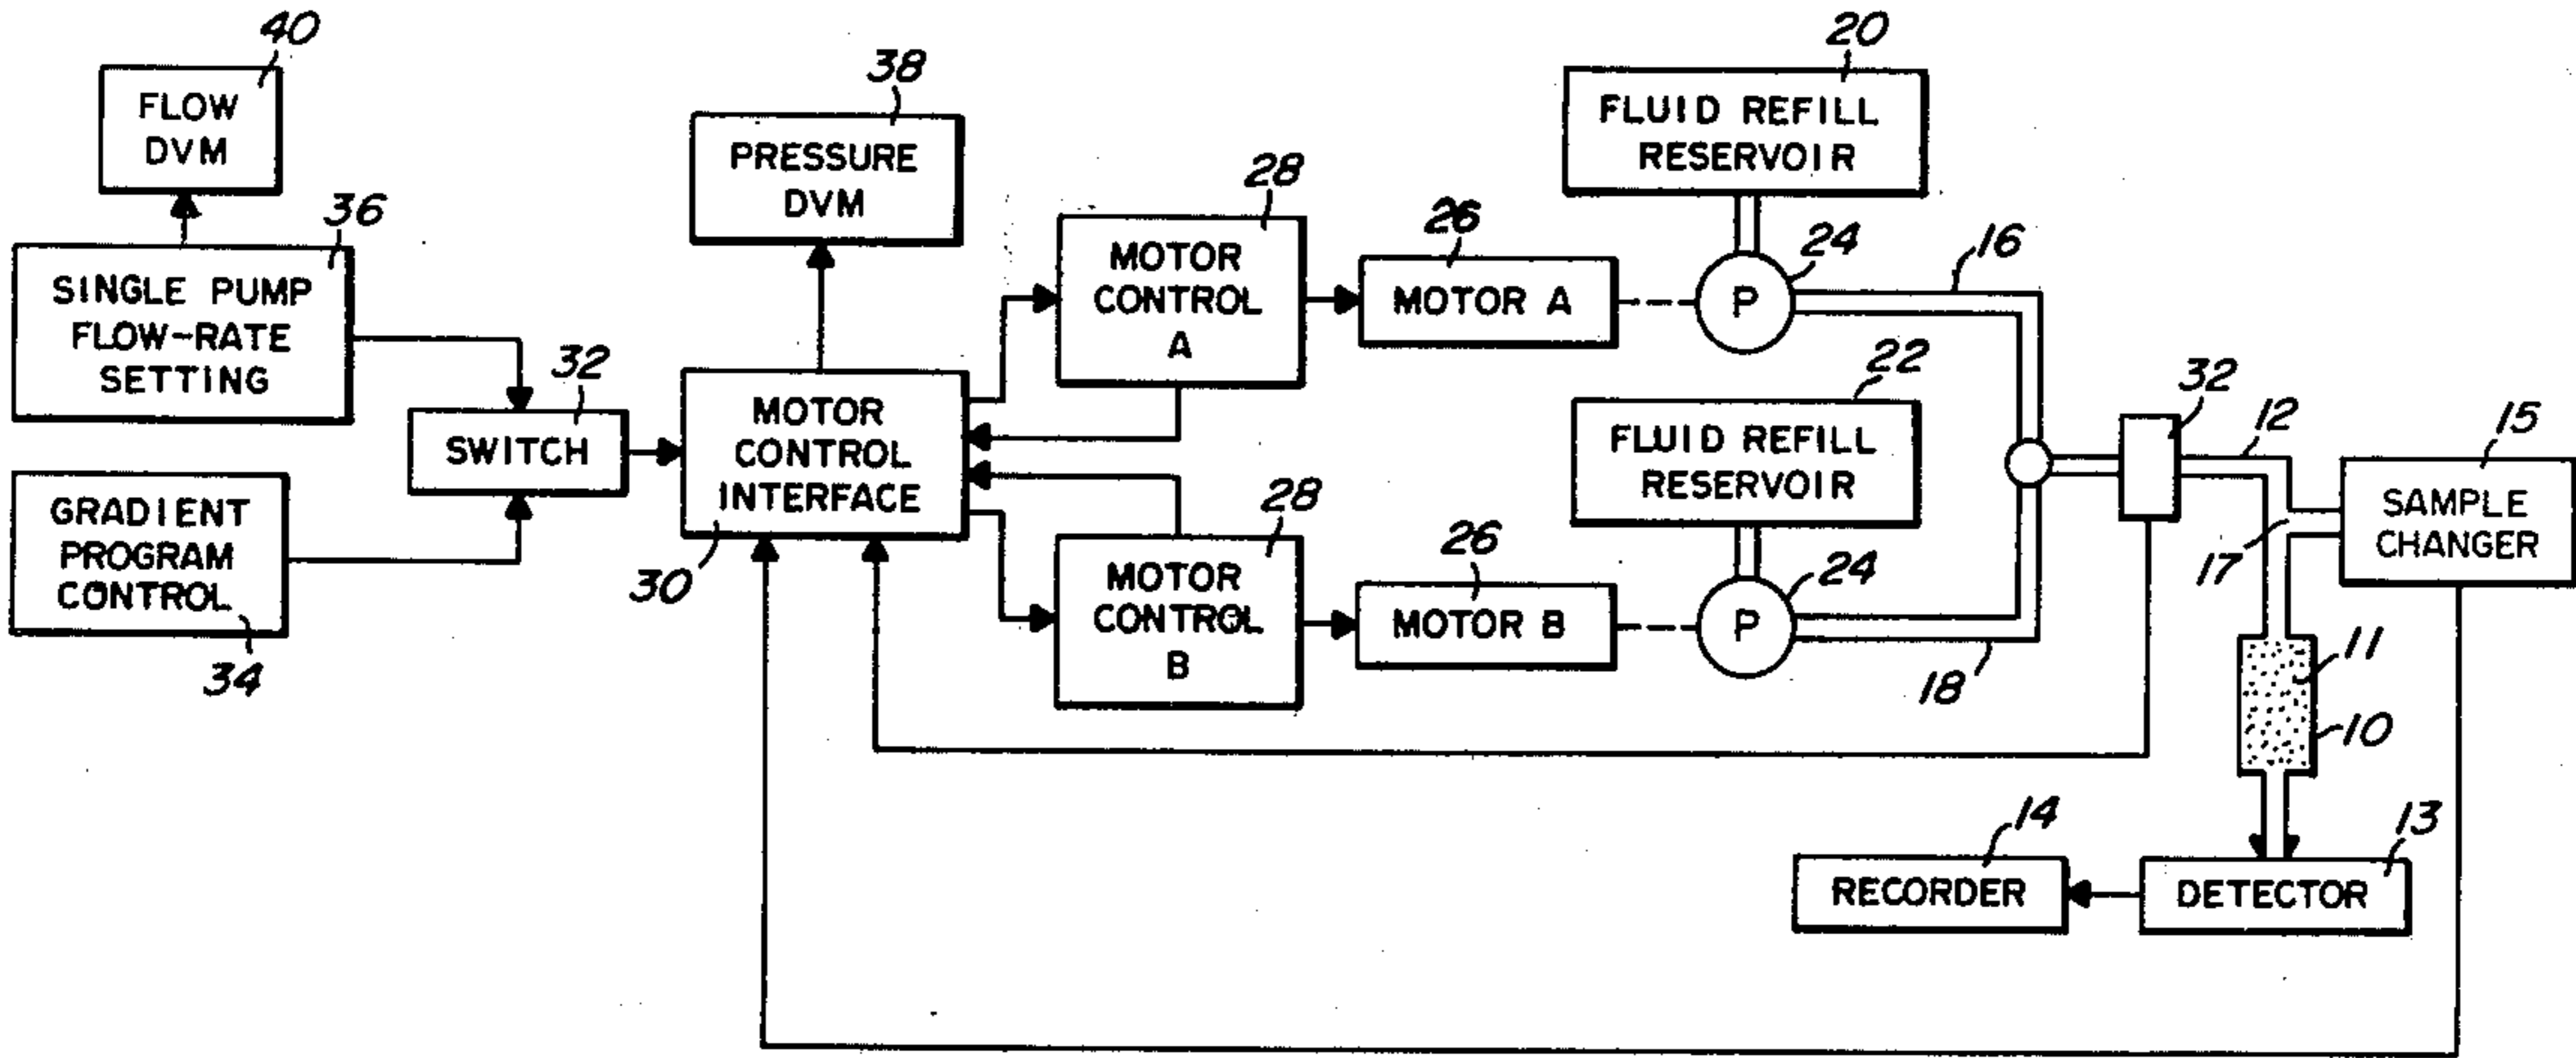 40
FLOW
DVM
36
SINGLE PUMP
FLOW-RATE
SETTING
GRADIENT
PROGRAM
CONTROL
34
32
SWITCH
38
PRESSURE
DVM
MOTOR
CONTROL
INTERFACE
30
28
MOTOR
CONTROL
A
28
MOTOR
CONTROL
B
26
MOTOR A
26
MOTOR B
20
FLUID REFILL
RESERVOIR
24
P
16
22
FLUID REFILL
RESERVOIR
24
P
18
32
12
15
SAMPLE
CHANGER
17
11
10
14
RECORDER
13
DETECTOR